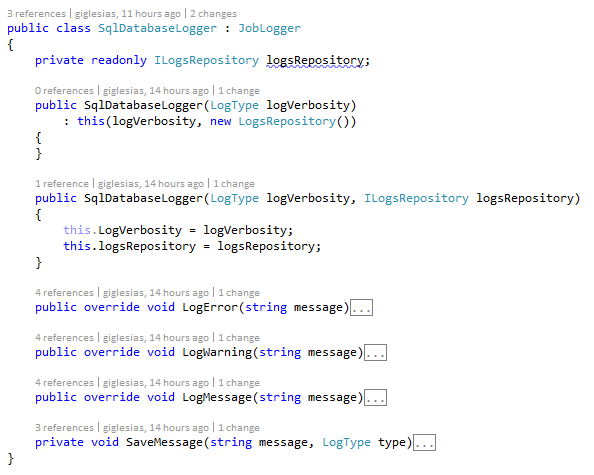 3 references | giglesias, 11 hours ago | 2 changes
public class SqlDatabaseLogger : JobLogger
{
private readonly ILogsRepository logsRepository;
0 references | giglesias, 14 hours ago | 1 change
public SqlDatabaseLogger(LogType logVerbosity)
: this(logVerbosity, new LogsRepository())
{
}
1 reference | giglesias, 14 hours ago | 1 change
public SqlDatabaseLogger(LogType logVerbosity, ILogsRepository logsRepository)
{
this.LogVerbosity = logVerbosity;
this.logsRepository = logsRepository;
}
4 references | giglesias, 14 hours ago | 1 change
public override void LogError(string message)...
4 references | giglesias, 14 hours ago | 1 change
public override void LogWarning(string message)...
4 references | giglesias, 14 hours ago | 1 change
public override void LogMessage(string message)...
3 references | giglesias, 14 hours ago | 1 change
private void SaveMessage(string message, LogType type)...
}